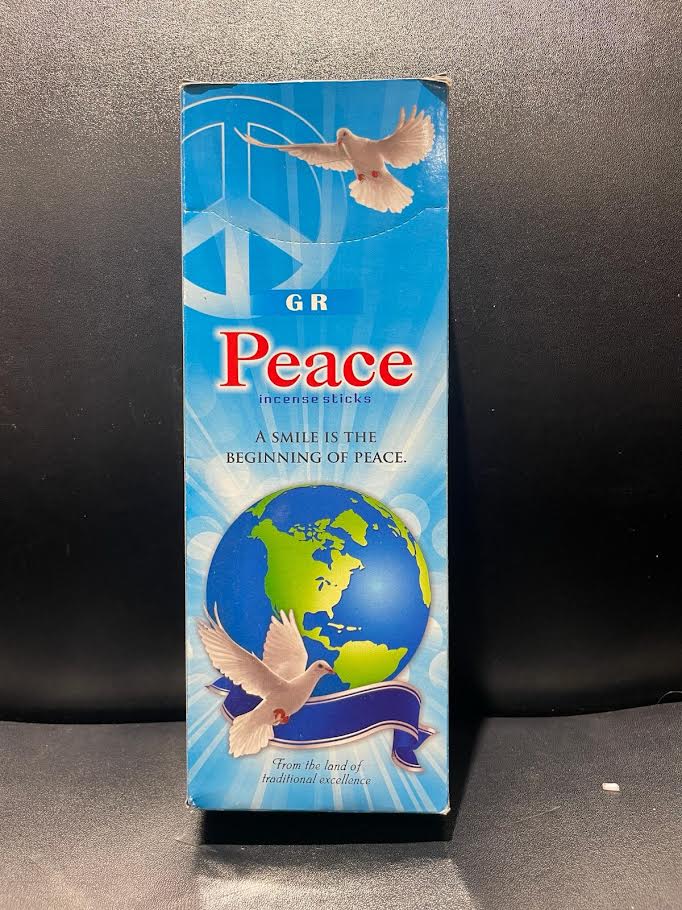 GR
Peace
incense sticks
A SMILE IS THE
BEGINNING OF PEACE.
From the land of
traditional excellence